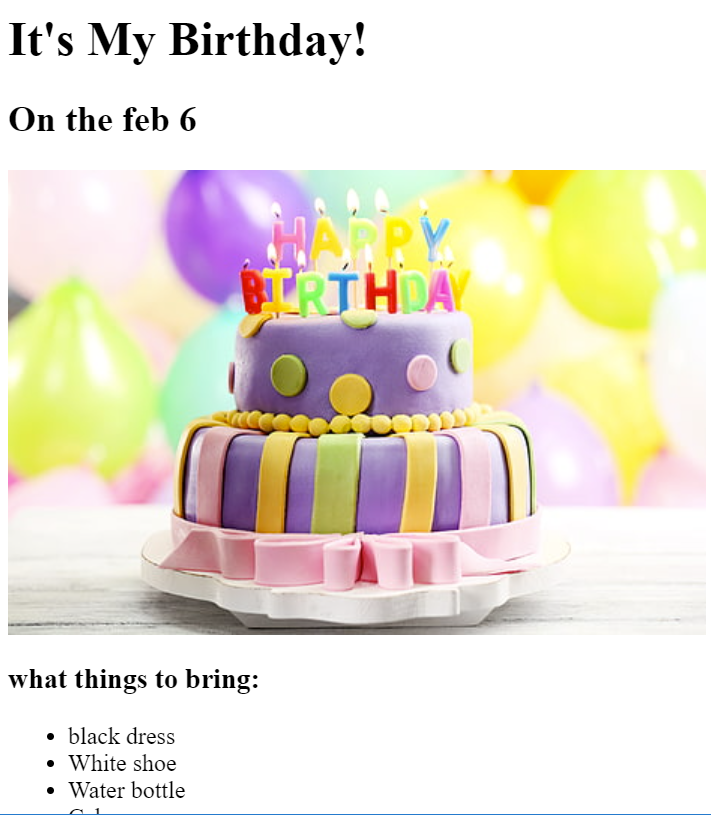 It's My Birthday!
On the feb 6
HAPPY
BIRTHDAY
what things to bring:
black dress
White shoe
Water bottle